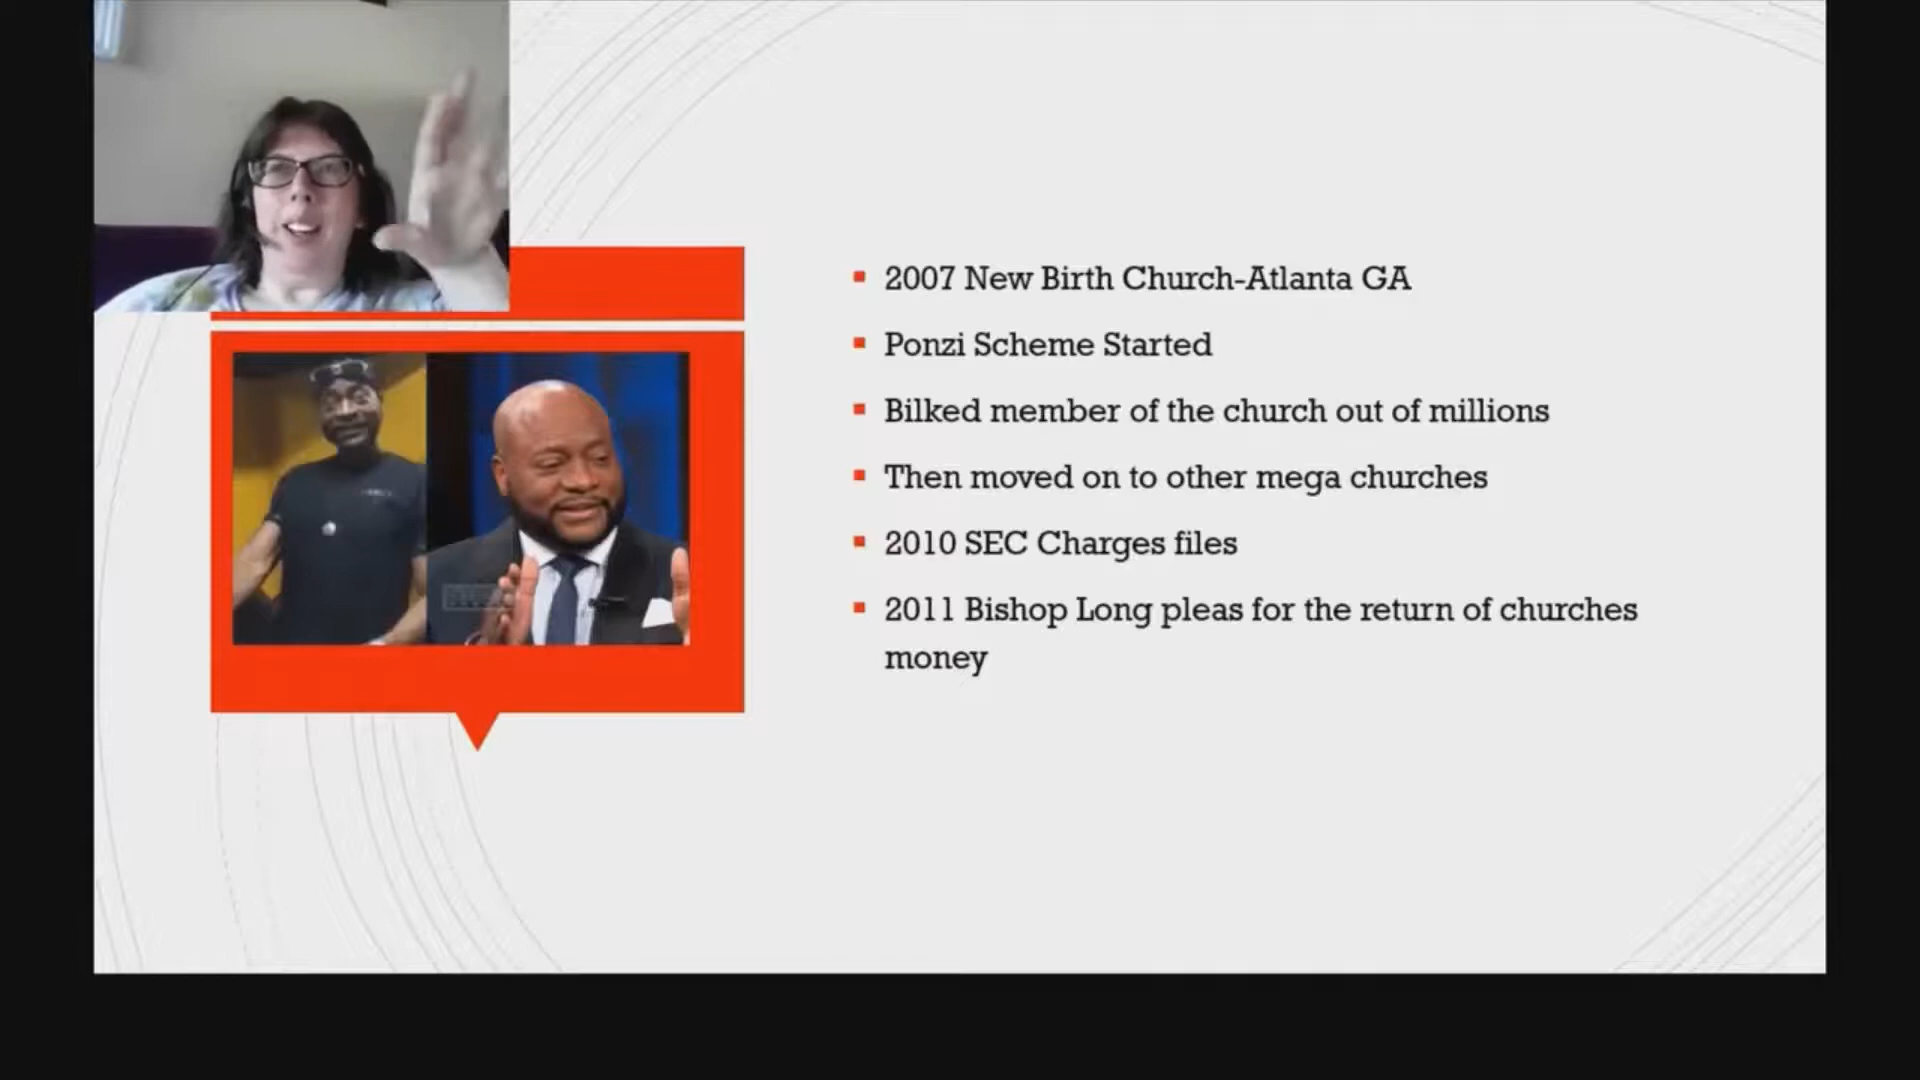 2007 New Birth Church-Atlanta GA
Ponzi Scheme Started
Bilked member of the church out of millions
Then moved on to other mega churches
2010 SEC Charges files
2011 Bishop Long pleas for the return of churches
money